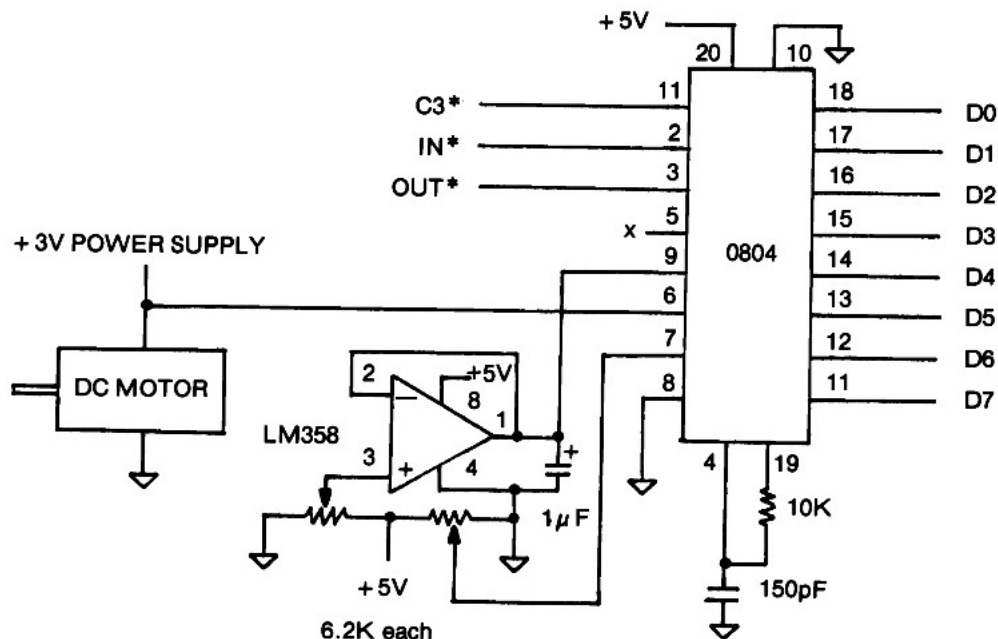 +5V
20
10
C3*
11
18
D0
IN*
2
17
D1
OUT*
3
16
D2
x
5
15
D3
+3V POWER SUPPLY
9
0804
14
D4
6
13
D5
7
12
D6
DC MOTOR
2
+5V
8
8
11
D7
LM358
−
1
3
+
4
+
4
19
1μF
10K
+5V
150pF
6.2K each